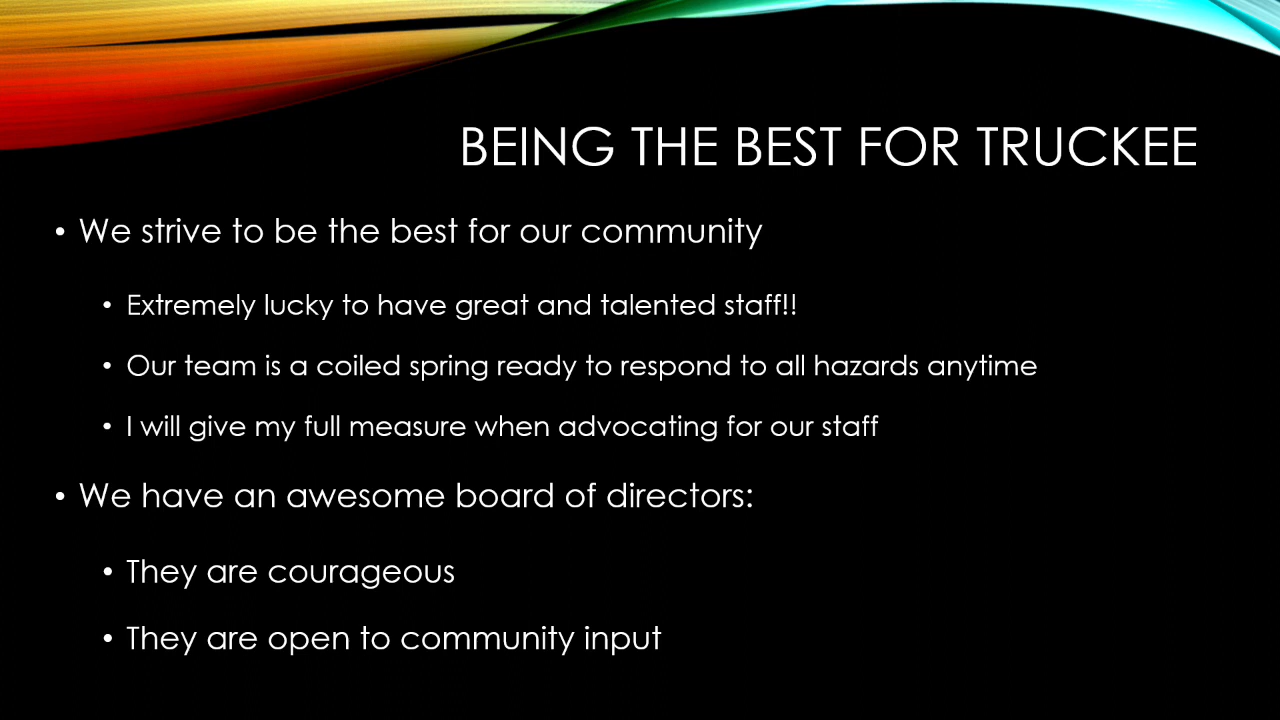 BEING THE BEST FOR TRUCKEE
• We strive to be the best for our community
• Extremely lucky to have great and talented staff!!
• Our team is a coiled spring ready to respond to all hazards anytime
• I will give my full measure when advocating for our staff
• We have an awesome board of directors:
• They are courageous
• They are open to community input